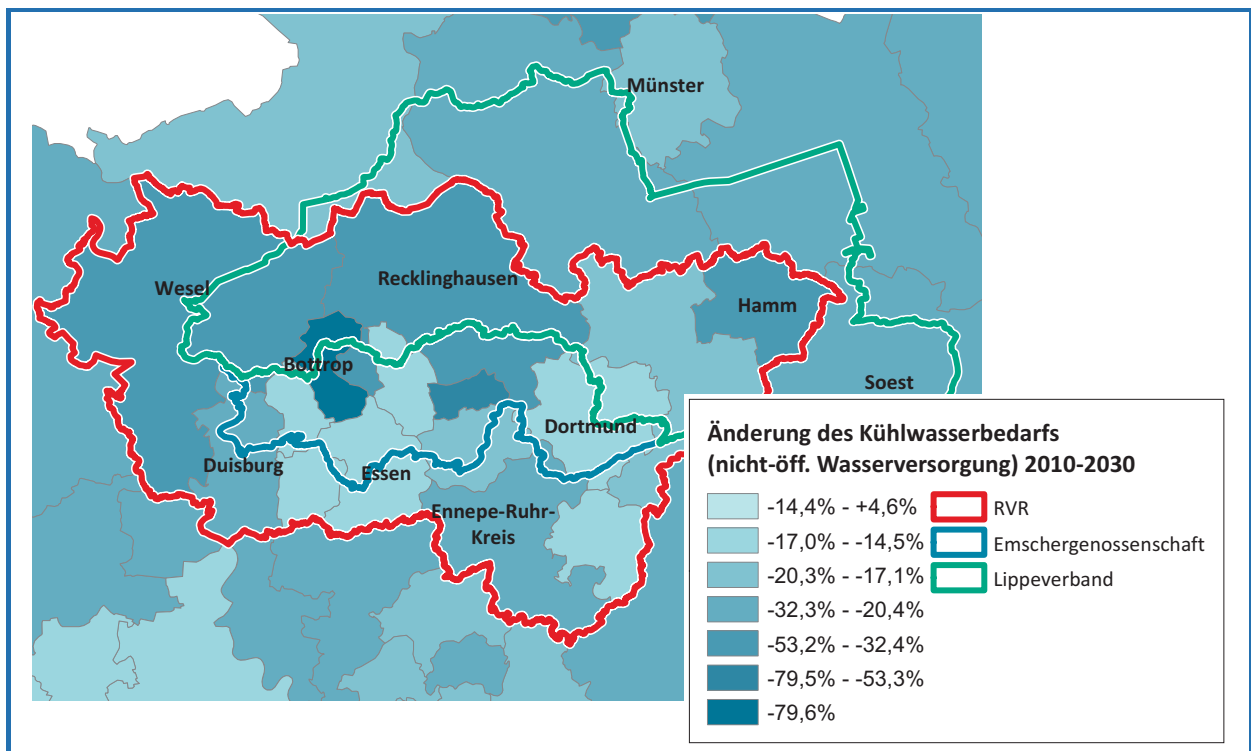 Münster
Recklinghausen
Wesel
Hamm
Bottrop
Soest
Dortmund
Duisburg
Essen
Ennepe-Ruhr-
Kreis
Änderung des Kühlwasserbedarfs
(nicht-öff. Wasserversorgung) 2010-2030
-14,4% - +4,6%
-17,0% - -14,5%
-20,3% - -17,1%
-32,3% - -20,4%
-53,2% - -32,4%
-79,5% - -53,3%
-79,6%
RVR
Emschergenossenschaft
Lippeverband